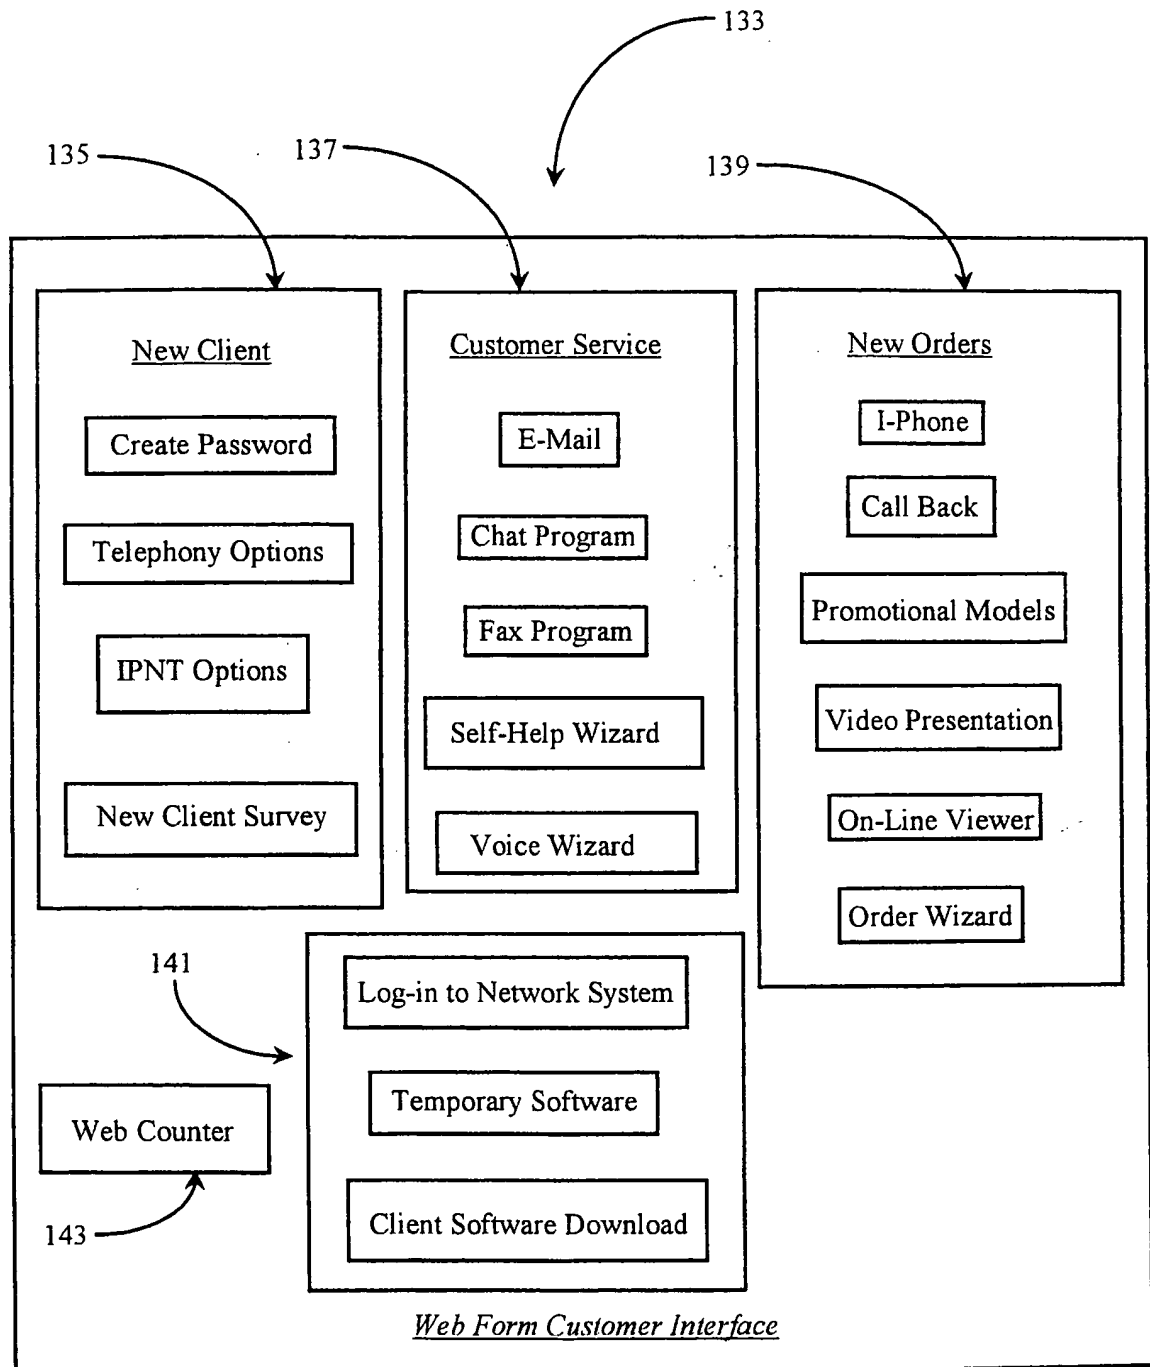 133
135
137
139
New Client
Create Password
Telephony Options
IPNT Options
New Client Survey
Customer Service
E-Mail
Chat Program
Fax Program
Self-Help Wizard
Voice Wizard
New Orders
I-Phone
Call Back
Promotional Models
Video Presentation
On-Line Viewer
Order Wizard
141
Log-in to Network System
Temporary Software
Client Software Download
Web Counter
143
Web Form Customer Interface